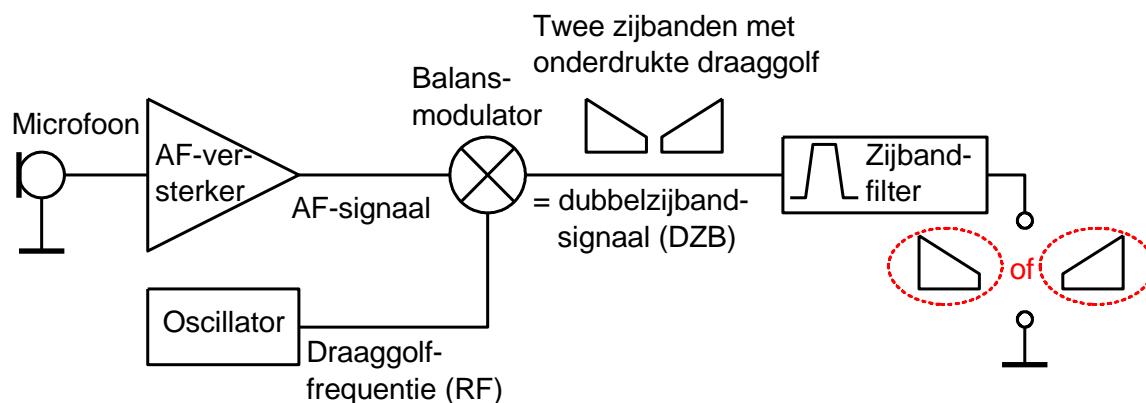 Twee zijbanden met
onderdrukte draaggolf
Balans-
modulator
Microfoon
AF-ver-
sterker
AF-signaal
= dubbelzijband-
signaal (DZB)
Zijband-
filter
of
Oscillator
Draaggolf-
frequentie (RF)